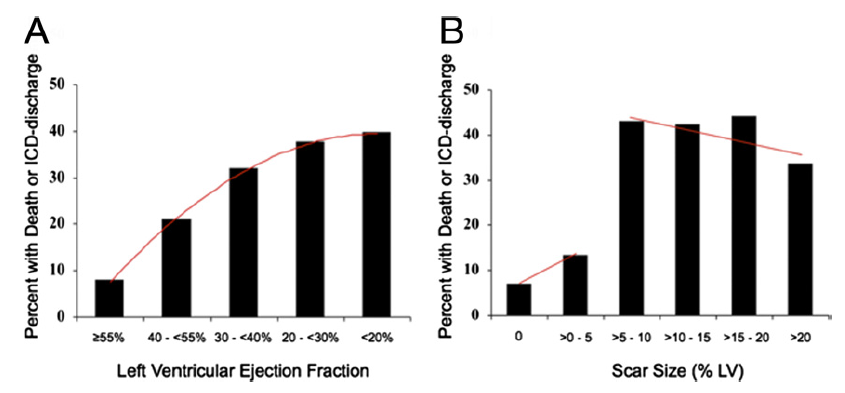 A
B
Percent with Death or ICD-discharge
50
40
30
20
10
0
≥55%
40 - <55%
30 - <40%
20 - <30%
<20%
Left Ventricular Ejection Fraction
Percent with Death or ICD-discharge
50
40
30
20
10
0
0
>0 - 5
>5 - 10
>10 - 15
>15 - 20
>20
Scar Size (% LV)